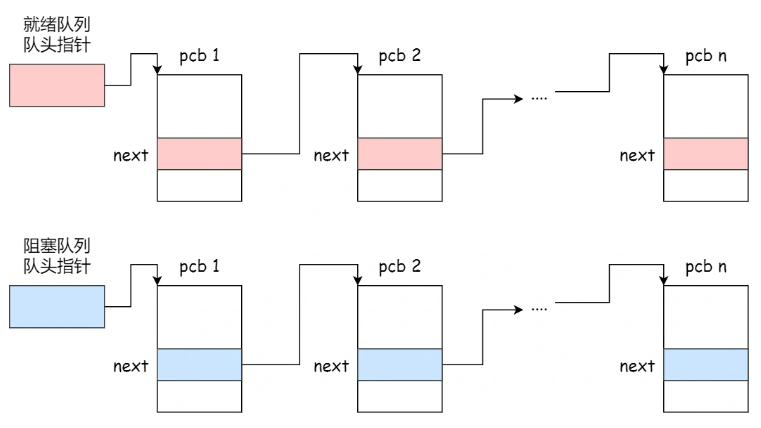 就绪队列
队头指针
pcb 1
pcb 2
pcb n
....
next
next
next
阻塞队列
队头指针
pcb 1
pcb 2
pcb n
....
next
next
next